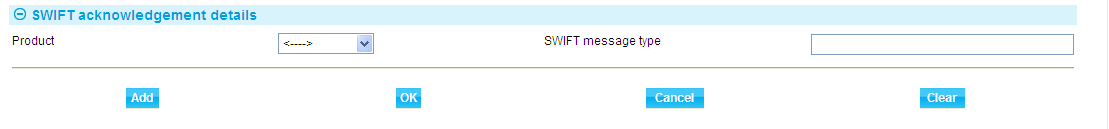 SWIFT acknowledgement details
Product <----> SWIFT message type
Add OK Cancel Clear